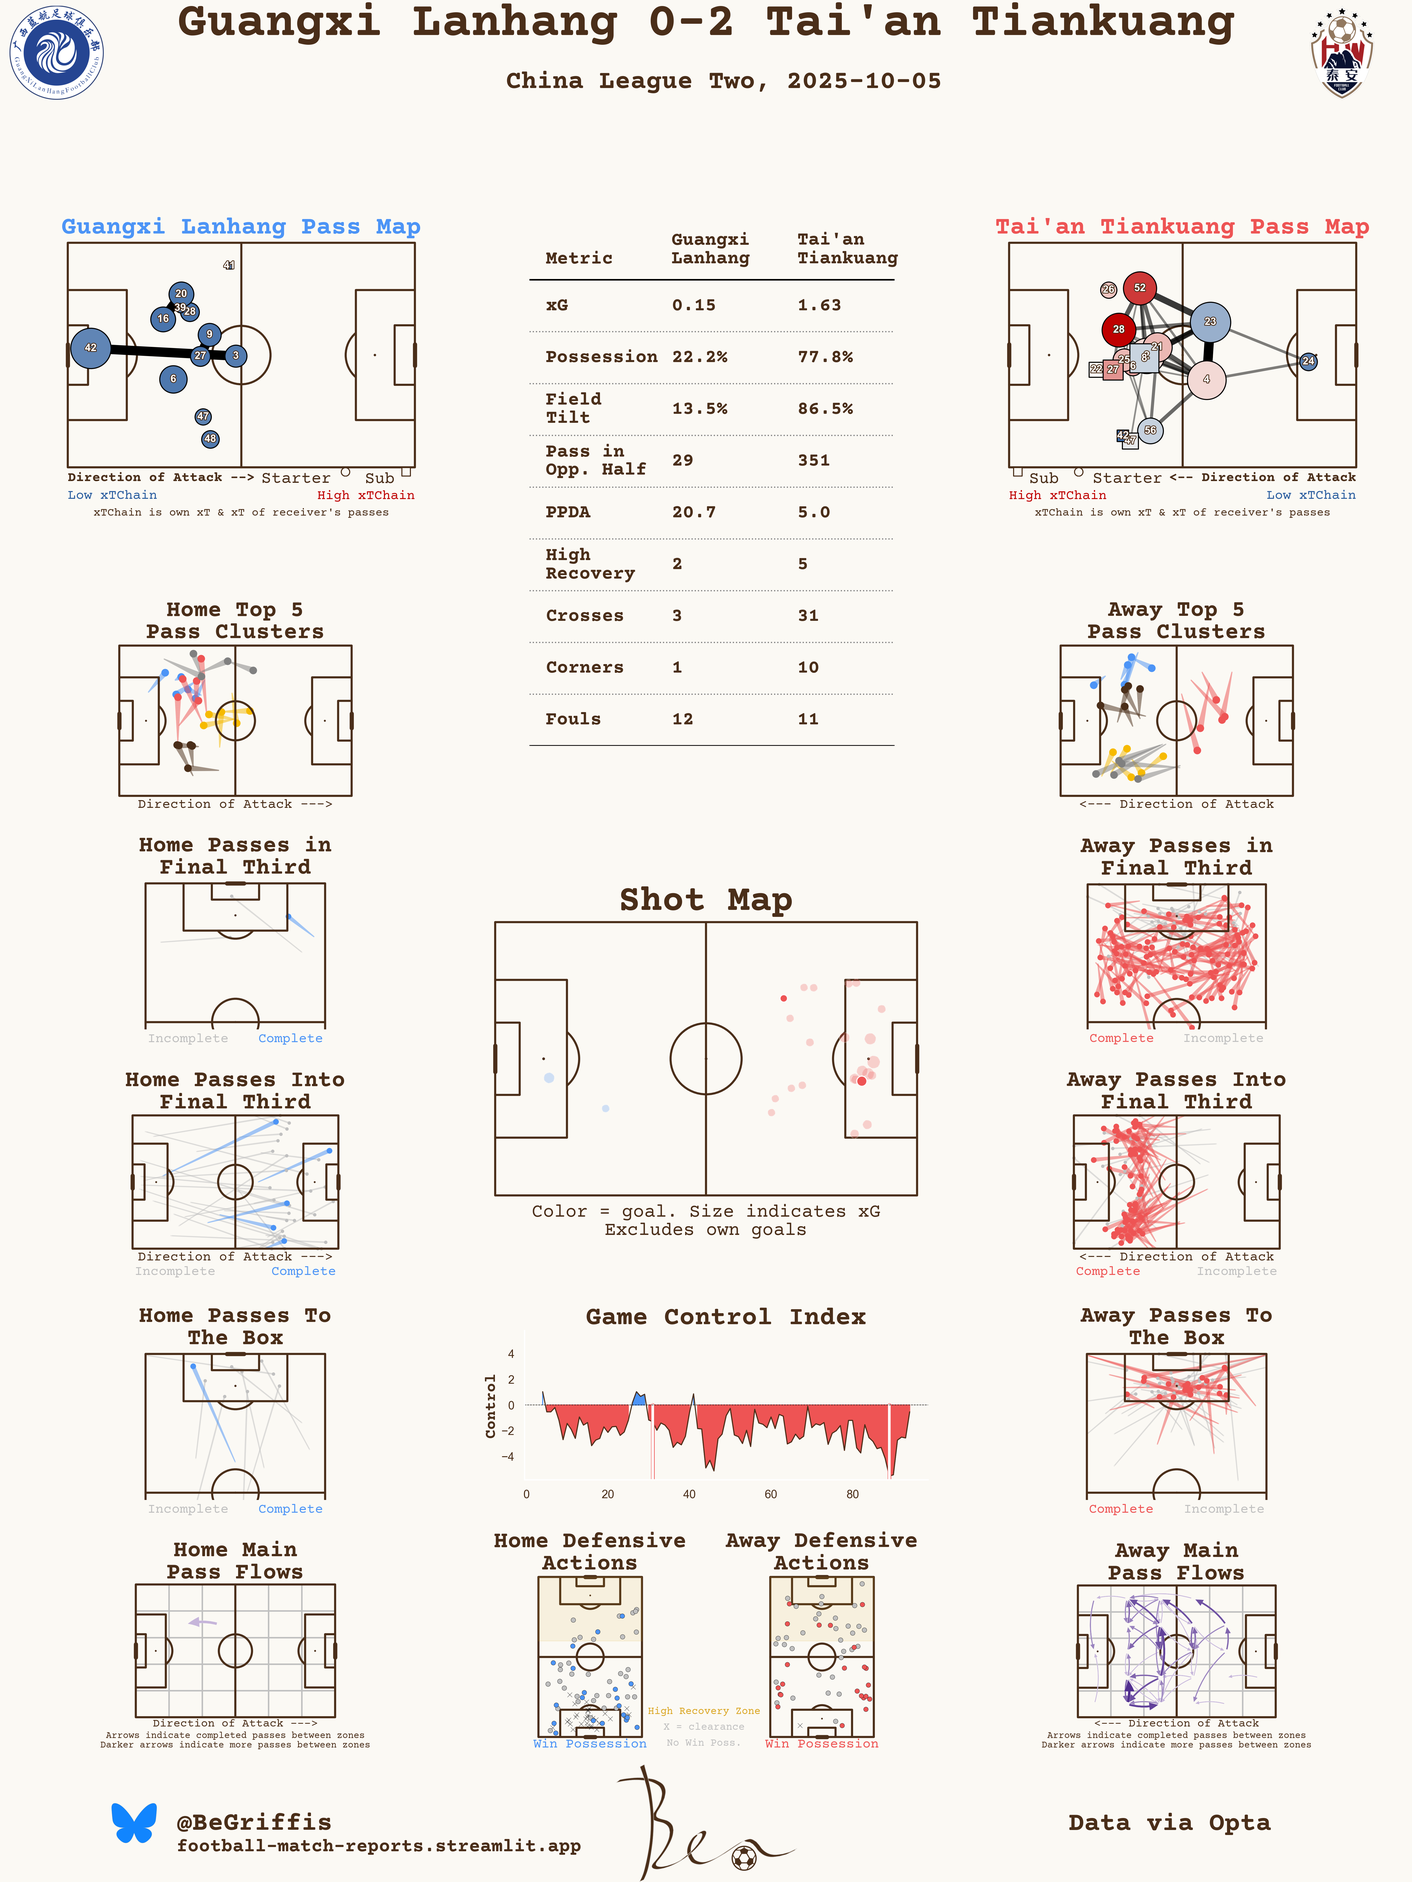 Guangxi Lanhang 0-2 Tai'an Tiankuang
China League Two, 2025-10-05
广西蓝航足球俱乐部
GuangXiLanHangFootballClub
泰安
FOOTBALL
CLUB
Guangxi Lanhang Pass Map
41
20
39
28
16
9
42
27
3
6
47
48
Direction of Attack --> Starter Sub
Low xTChain High xTChain
xTChain is own xT & xT of receiver's passes
Metric Guangxi Lanhang Tai'an Tiankuang
xG 0.15 1.63
Possession 22.2% 77.8%
Field Tilt 13.5% 86.5%
Pass in Opp. Half 29 351
PPDA 20.7 5.0
High Recovery 2 5
Crosses 3 31
Corners 1 10
Fouls 12 11
Tai'an Tiankuang Pass Map
26
52
28
23
21
25
8
6
22
27
24
4
42
47
56
Sub Starter <-- Direction of Attack
High xTChain Low xTChain
xTChain is own xT & xT of receiver's passes
Home Top 5
Pass Clusters
Direction of Attack --->
Away Top 5
Pass Clusters
<--- Direction of Attack
Home Passes in
Final Third
Incomplete Complete
Away Passes in
Final Third
Complete Incomplete
Shot Map
Color = goal. Size indicates xG
Excludes own goals
Home Passes Into
Final Third
Direction of Attack --->
Incomplete Complete
Away Passes Into
Final Third
<--- Direction of Attack
Complete Incomplete
Home Passes To
The Box
Incomplete Complete
Game Control Index
Control
4
2
0
−2
−4
0 20 40 60 80
Away Passes To
The Box
Complete Incomplete
Home Main
Pass Flows
Direction of Attack --->
Arrows indicate completed passes between zones
Darker arrows indicate more passes between zones
Home Defensive
Actions
Win Possession
Away Defensive
Actions
Win Possession
High Recovery Zone
X = clearance
No Win Poss.
Away Main
Pass Flows
<--- Direction of Attack
Arrows indicate completed passes between zones
Darker arrows indicate more passes between zones
@BeGriffis
football-match-reports.streamlit.app
Ben
Data via Opta